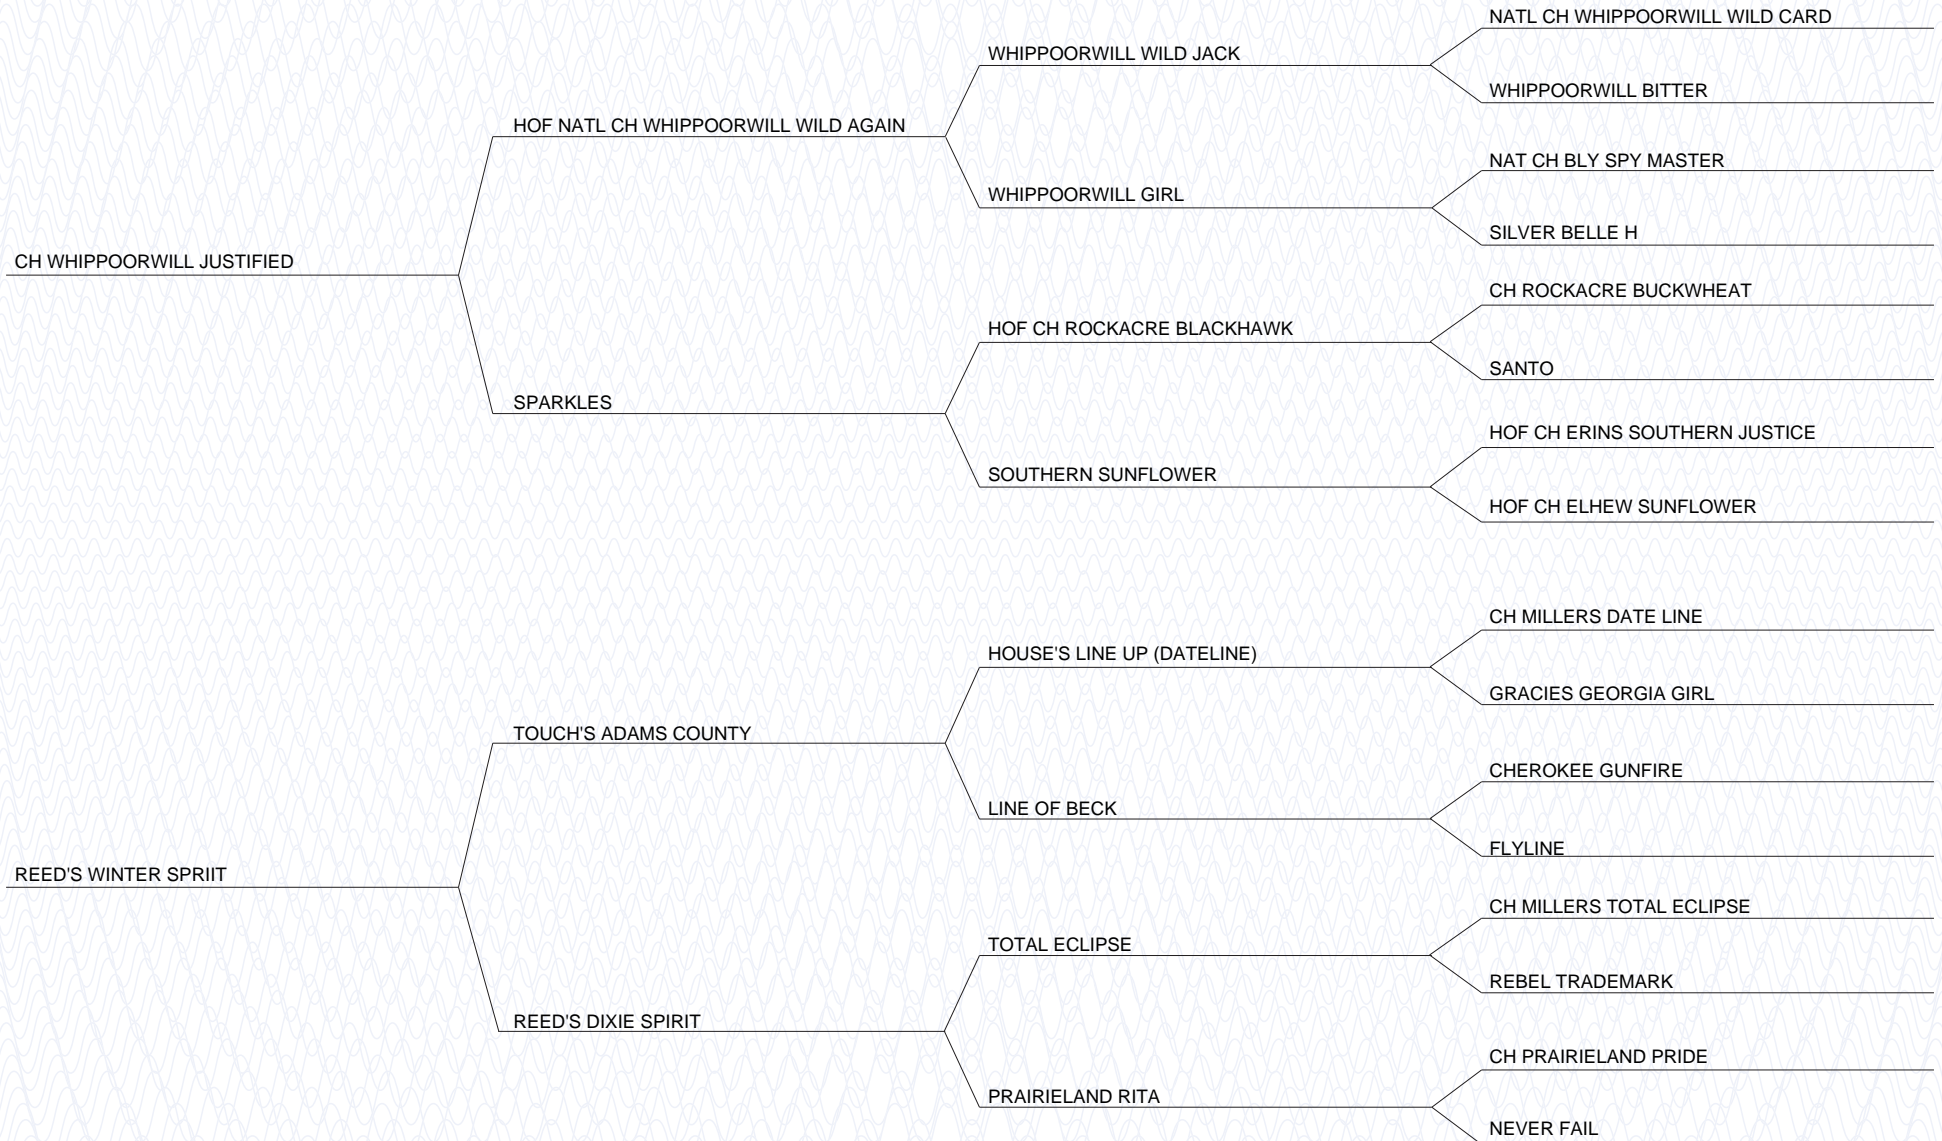 NATL CH WHIPPOORWILL WILD CARD
WHIPPOORWILL WILD JACK
WHIPPOORWILL BITTER
HOF NATL CH WHIPPOORWILL WILD AGAIN
NAT CH BLY SPY MASTER
WHIPPOORWILL GIRL
SILVER BELLE H
CH WHIPPOORWILL JUSTIFIED
CH ROCKACRE BUCKWHEAT
HOF CH ROCKACRE BLACKHAWK
SANTO
SPARKLES
HOF CH ERINS SOUTHERN JUSTICE
SOUTHERN SUNFLOWER
HOF CH ELHEW SUNFLOWER
CH MILLERS DATE LINE
HOUSE'S LINE UP (DATELINE)
GRACIES GEORGIA GIRL
TOUCH'S ADAMS COUNTY
CHEROKEE GUNFIRE
LINE OF BECK
FLYLINE
REED'S WINTER SPRIIT
CH MILLERS TOTAL ECLIPSE
TOTAL ECLIPSE
REBEL TRADEMARK
REED'S DIXIE SPIRIT
CH PRAIRIELAND PRIDE
PRAIRIELAND RITA
NEVER FAIL